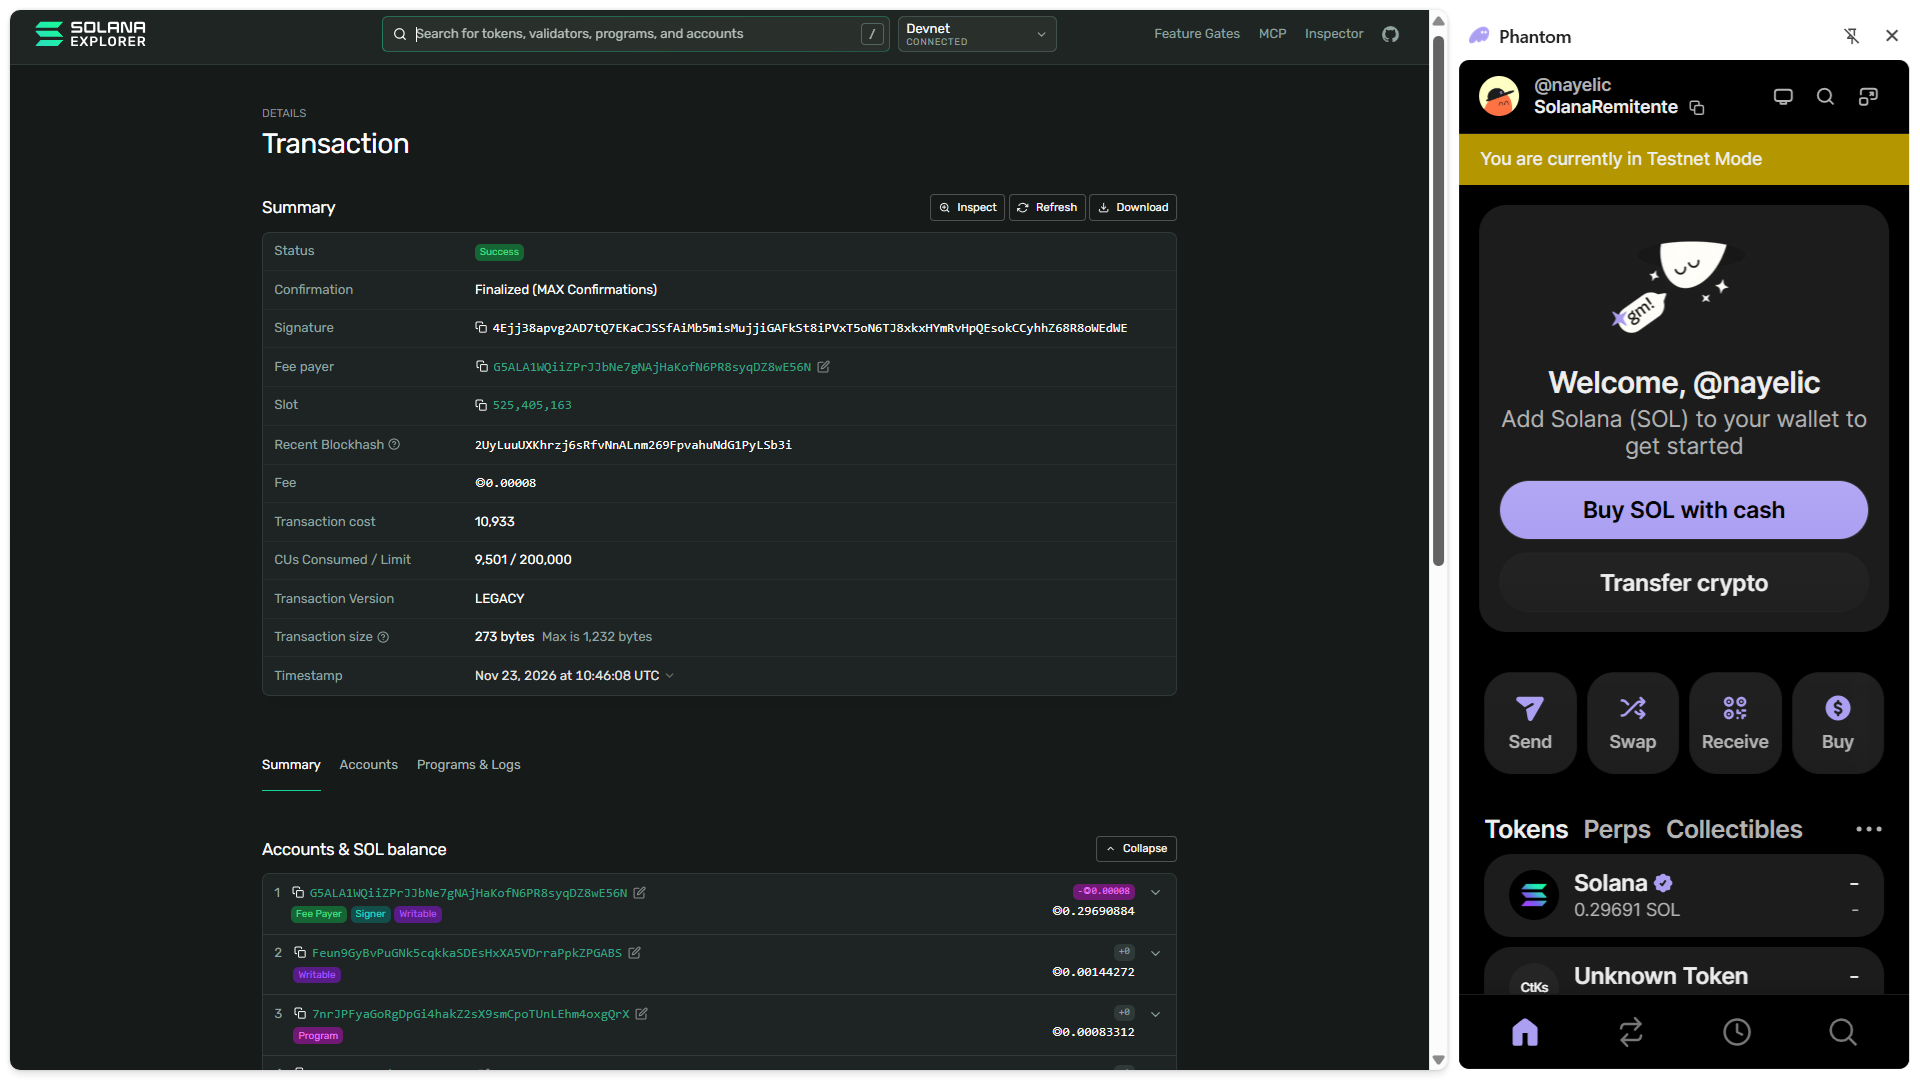 SOLANA
EXPLORER
Search for tokens, validators, programs, and accounts
/
Devnet
CONNECTED
Feature Gates
MCP
Inspector
DETAILS
Transaction
Summary
Inspect
Refresh
Download
Status
Success
Confirmation
Finalized (MAX Confirmations)
Signature
4Ejj38apvg2AD7tQ7EKaCJSSfAiMb5misMujjiGAFkSt8iPVxT5oN6TJ8xkxHYmRvHpQEsokCCyhhZ68R8oWEdWE
Fee payer
G5ALA1WQiiZPrJJbNe7gNAjHaKofN6PR8syqDZ8wE56N
Slot
525,405,163
Recent Blockhash
2UyLuuUXKhrzj6sRfvNnALnm269FpvahuNdG1PyLSb3i
Fee
◎0.00008
Transaction cost
10,933
CUs Consumed / Limit
9,501 / 200,000
Transaction Version
LEGACY
Transaction size
273 bytes Max is 1,232 bytes
Timestamp
Nov 23, 2026 at 10:46:08 UTC
Summary
Accounts
Programs & Logs
Accounts & SOL balance
Collapse
1
G5ALA1WQiiZPrJJbNe7gNAjHaKofN6PR8syqDZ8wE56N
-◎0.00008
Fee Payer
Signer
Writable
◎0.29690884
2
Feun9GyBvPuGNk5cqkkaSDEsHxXA5VDrraPpkZPGABS
+0
Writable
◎0.00144272
3
7nrJPFyaGoRgDpGi4hakZ2sX9smCpoTUnLEhm4oxgQrX
+0
Program
◎0.00083312
Phantom
@nayelic
SolanaRemitente
You are currently in Testnet Mode
gm!
Welcome, @nayelic
Add Solana (SOL) to your wallet to
get started
Buy SOL with cash
Transfer crypto
Send
Swap
Receive
Buy
Tokens
Perps
Collectibles
Solana
-
0.29691 SOL
-
CtKs
Unknown Token
-